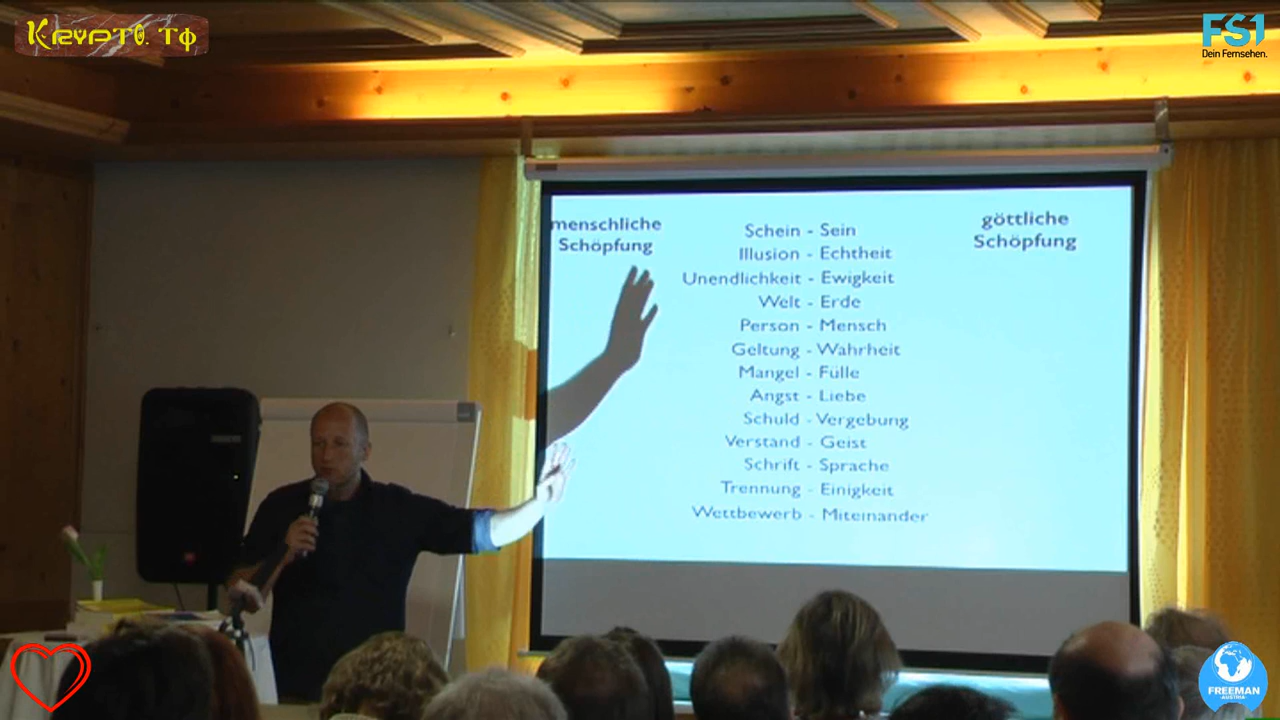 KRYPTO. TΦ
FS1
Dein Fernsehen.
menschliche
Schöpfung
göttliche
Schöpfung
Schein - Sein
Illusion - Echtheit
Unendlichkeit - Ewigkeit
Welt - Erde
Person - Mensch
Geltung - Wahrheit
Mangel - Fülle
Angst - Liebe
Schuld - Vergebung
Verstand - Geist
Schrift - Sprache
Trennung - Einigkeit
Wettbewerb - Miteinander
FREEMAN
AUSTRIA